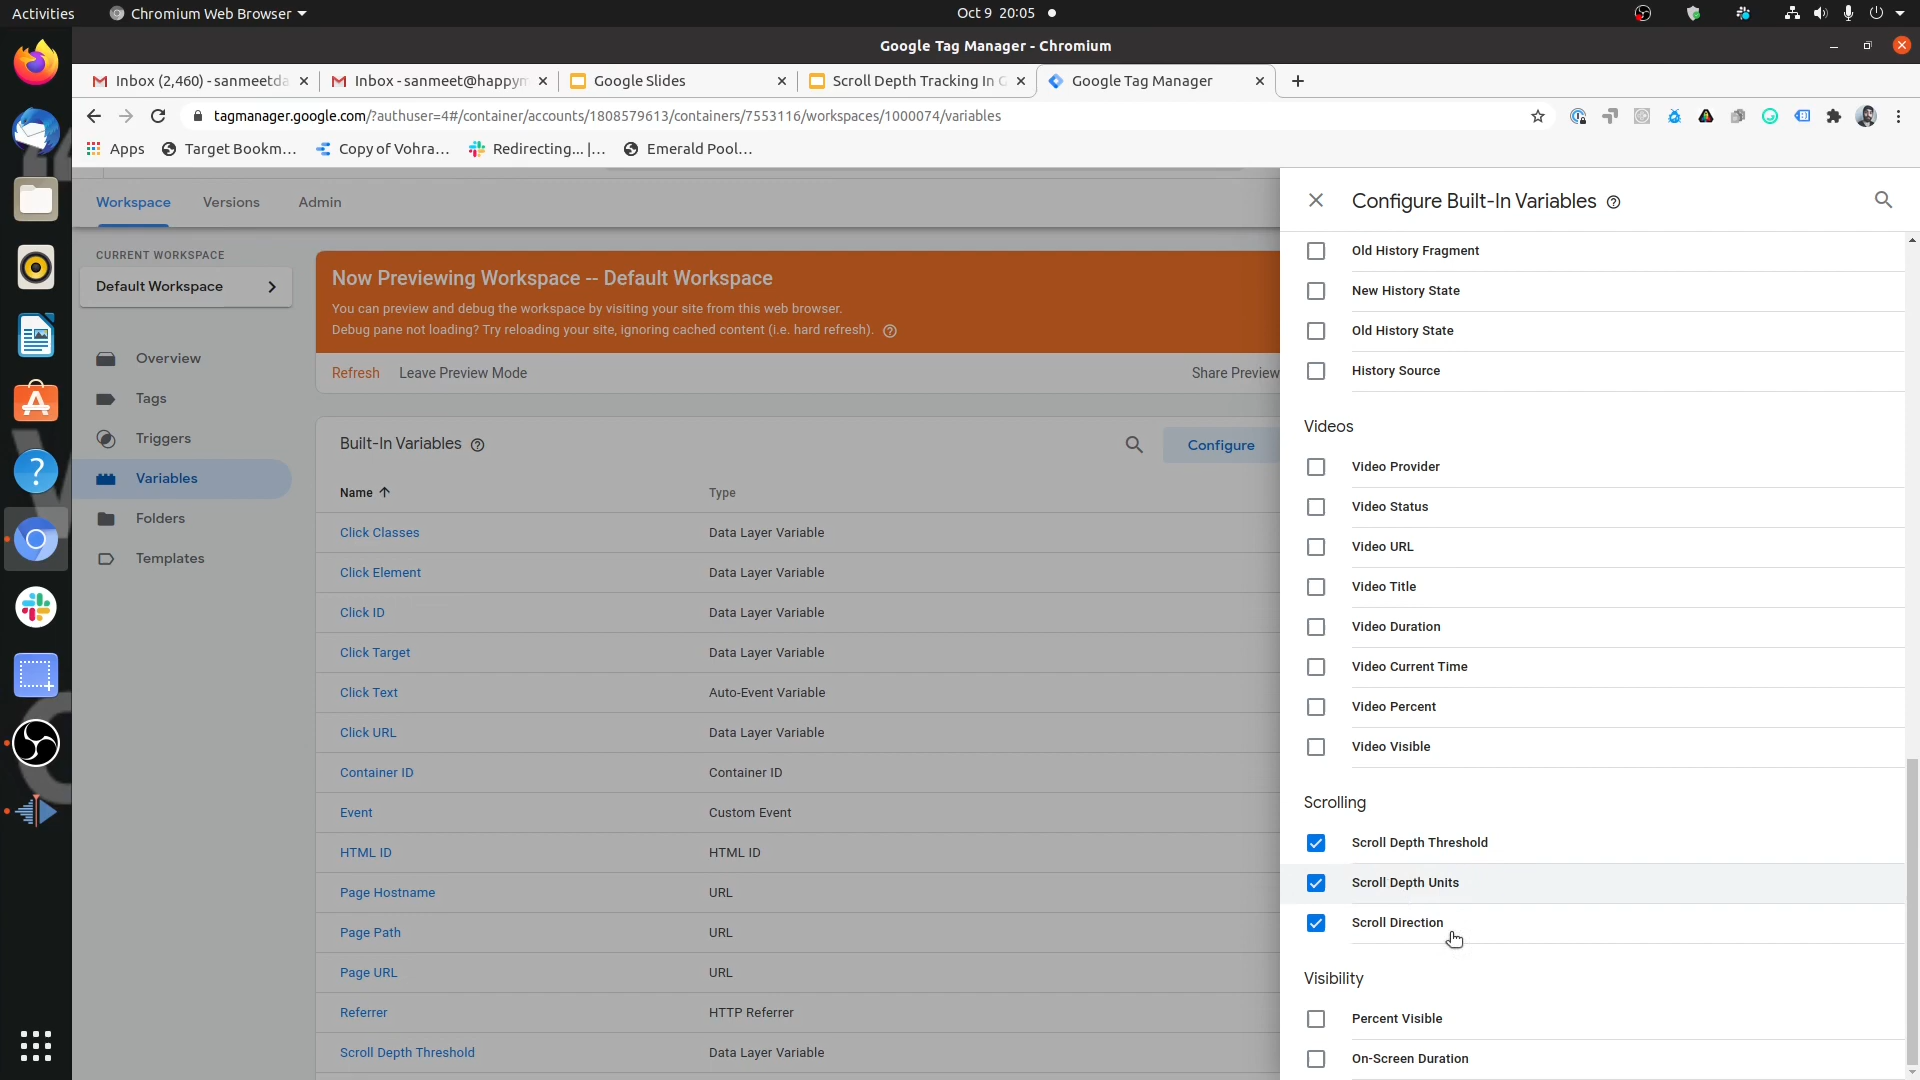 Activities
Chromium Web Browser
Oct 9 20:05
Google Tag Manager - Chromium
Inbox (2,460) - sanmeetda
Inbox - sanmeet@happym
Google Slides
Scroll Depth Tracking In G
Google Tag Manager
tagmanager.google.com/?authuser=4#/container/accounts/1808579613/containers/7553116/workspaces/1000074/variables
Apps
Target Bookm...
Copy of Vohra...
Redirecting... |...
Emerald Pool...
Workspace
Versions
Admin
CURRENT WORKSPACE
Default Workspace
Overview
Tags
Triggers
Variables
Folders
Templates
Now Previewing Workspace -- Default Workspace
You can preview and debug the workspace by visiting your site from this web browser.
Debug pane not loading? Try reloading your site, ignoring cached content (i.e. hard refresh).
Refresh
Leave Preview Mode
Share Preview
Built-In Variables
Configure
Name
Type
Click Classes
Data Layer Variable
Click Element
Data Layer Variable
Click ID
Data Layer Variable
Click Target
Data Layer Variable
Click Text
Auto-Event Variable
Click URL
Data Layer Variable
Container ID
Container ID
Event
Custom Event
HTML ID
HTML ID
Page Hostname
URL
Page Path
URL
Page URL
URL
Referrer
HTTP Referrer
Scroll Depth Threshold
Data Layer Variable
Configure Built-In Variables
Old History Fragment
New History State
Old History State
History Source
Videos
Video Provider
Video Status
Video URL
Video Title
Video Duration
Video Current Time
Video Percent
Video Visible
Scrolling
Scroll Depth Threshold
Scroll Depth Units
Scroll Direction
Visibility
Percent Visible
On-Screen Duration